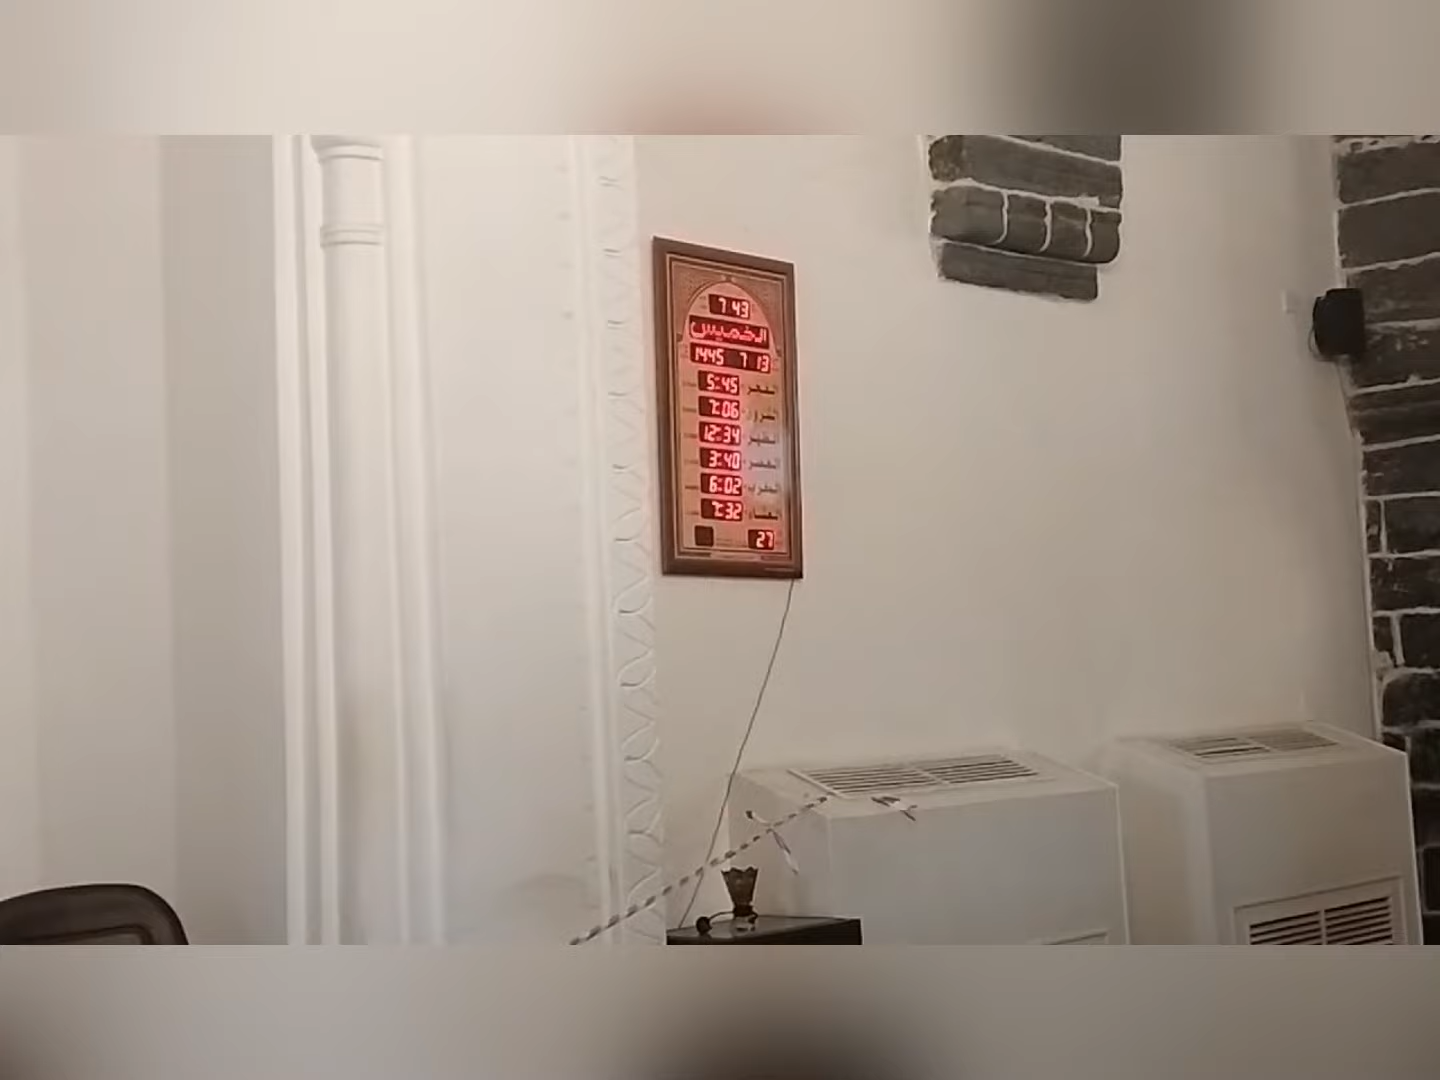 7 43
الخميس
1445 7 13
5:45 الفجر
7:06 الشروق
12:34 الظهر
3:40 العصر
6:02 المغرب
7:32 العشاء
27